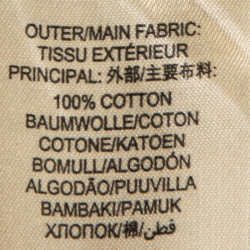 OUTER/MAIN FABRIC:
TISSU EXTÉRIEUR
PRINCIPAL: 外部/主要布料:
100% COTTON
BAUMWOLLE/COTON
COTONE/KATOEN
BOMULL/ALGODÓN
ALGODÃO/PUUVILLA
BAMBAKI/PAMUK
ХЛОПОК/棉/قطن